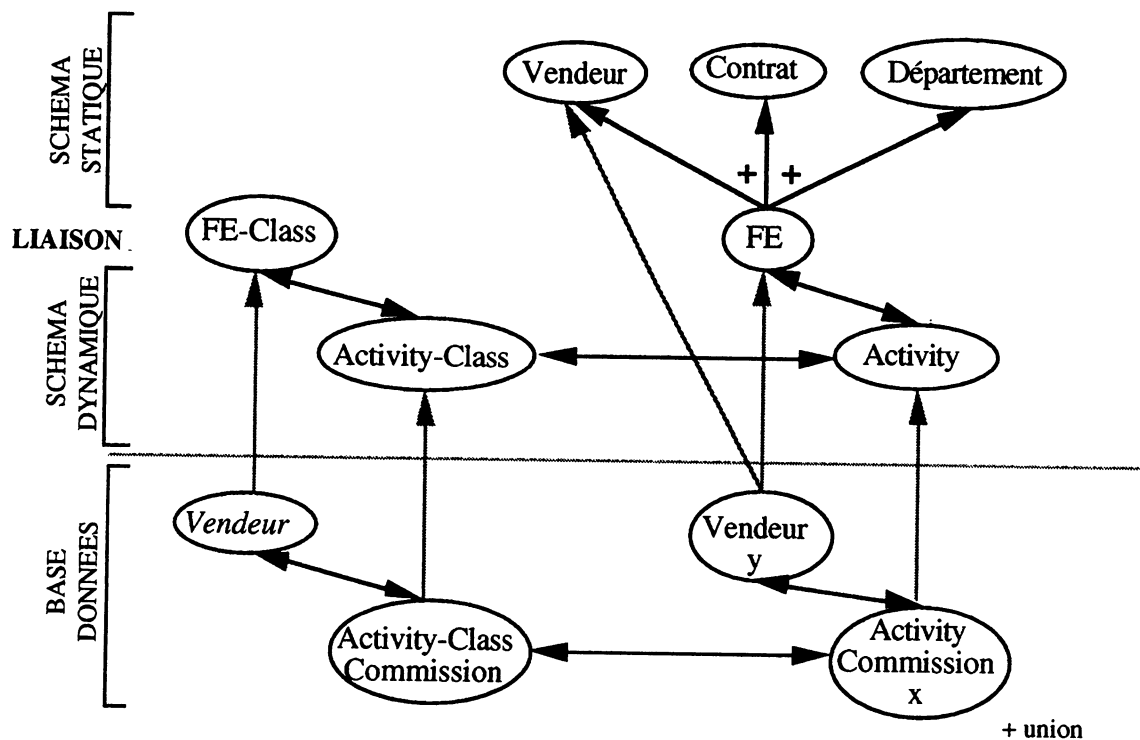 SCHEMA
STATIQUE
Vendeur
Contrat
Département
+ +
LIAISON
FE-Class
FE
SCHEMA
DYNAMIQUE
Activity-Class
Activity
BASE
DONNEES
Vendeur
Vendeur
y
Activity-Class
Commission
Activity
Commission
x
+ union